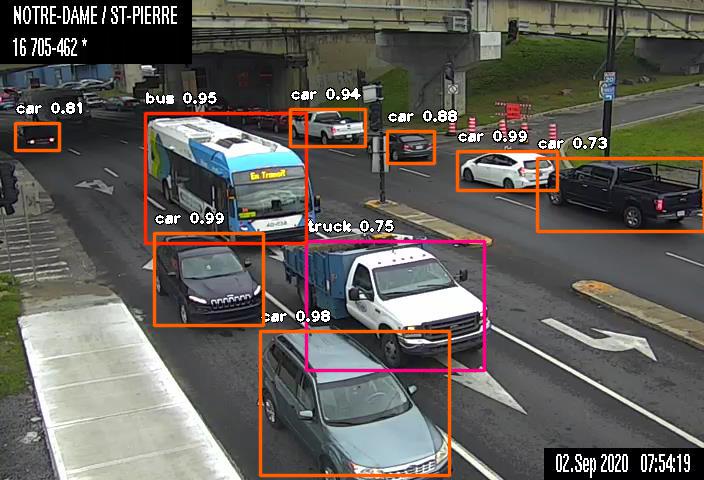 NOTRE-DAME / ST-PIERRE
16 705-462 *
car 0.81
bus 0.95
car 0.94
car 0.88
car 0.99
car 0.73
En Transit
car 0.99
truck 0.75
car 0.98
02.Sep 2020 07:54:19